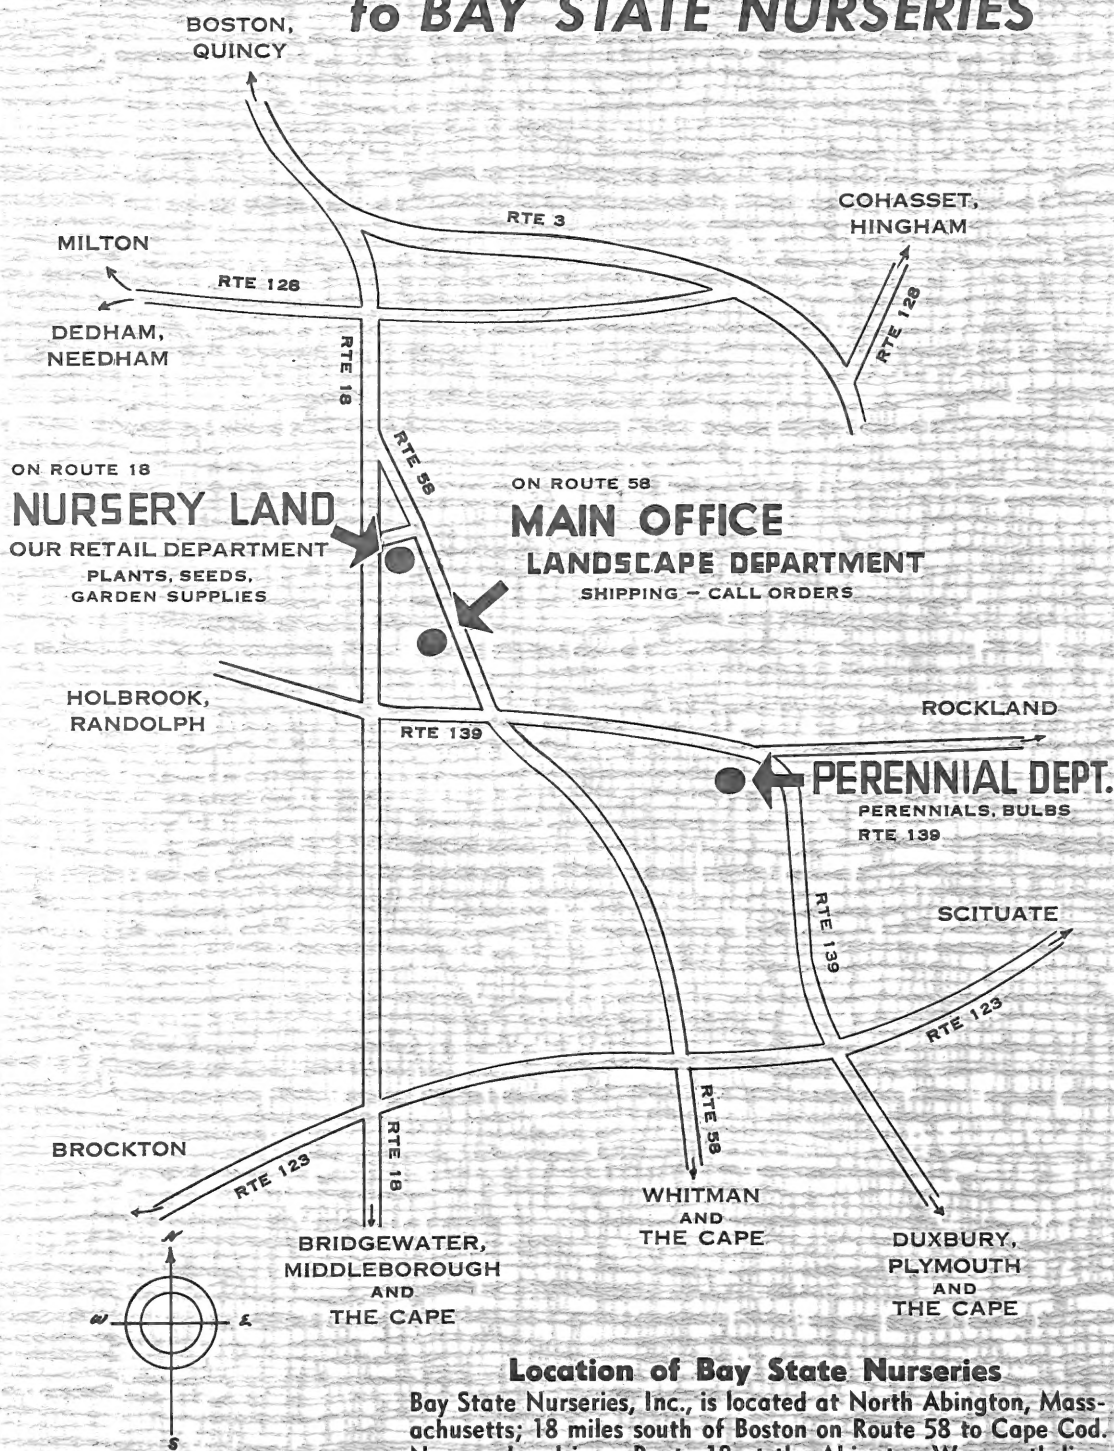 to BAY STATE NURSERIES
BOSTON,
QUINCY
RTE 3
COHASSET,
HINGHAM
MILTON
RTE 128
DEDHAM,
NEEDHAM
RTE 128
RTE 18
RTE 58
ON ROUTE 18
NURSERY LAND
OUR RETAIL DEPARTMENT
PLANTS, SEEDS,
GARDEN SUPPLIES
ON ROUTE 58
MAIN OFFICE
LANDSCAPE DEPARTMENT
SHIPPING - CALL ORDERS
HOLBROOK,
RANDOLPH
RTE 139
ROCKLAND
PERENNIAL DEPT.
PERENNIALS, BULBS
RTE 139
RTE 139
SCITUATE
RTE 123
BROCKTON
RTE 123
RTE 18
RTE 58
WHITMAN
AND
THE CAPE
BRIDGEWATER,
MIDDLEBOROUGH
AND
THE CAPE
DUXBURY,
PLYMOUTH
AND
THE CAPE
N
W
E
S
Location of Bay State Nurseries
Bay State Nurseries, Inc., is located at North Abington, Mass-
achusetts; 18 miles south of Boston on Route 58 to Cape Cod.